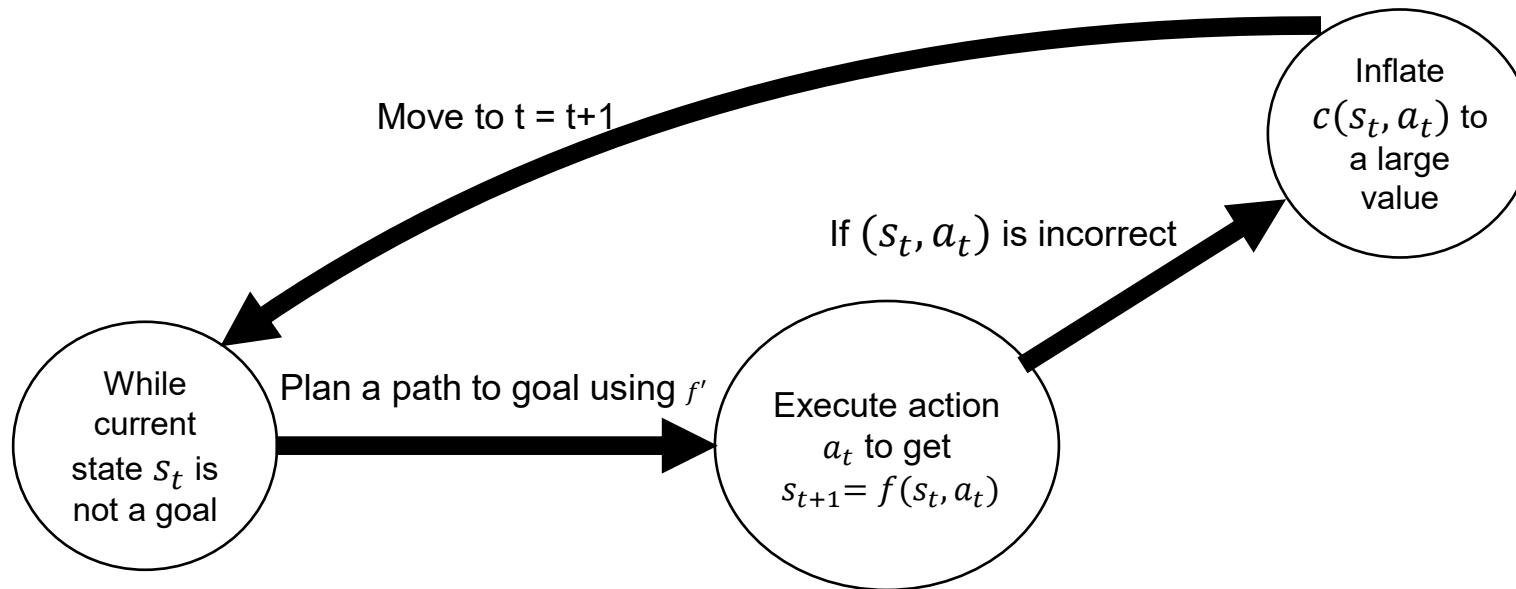 While
current
state s_t is
not a goal
Plan a path to goal using f′
Execute action
a_t to get
s_{t+1}= f(s_t, a_t)
If (s_t, a_t) is incorrect
Inflate
c(s_t, a_t) to
a large
value
Move to t = t+1